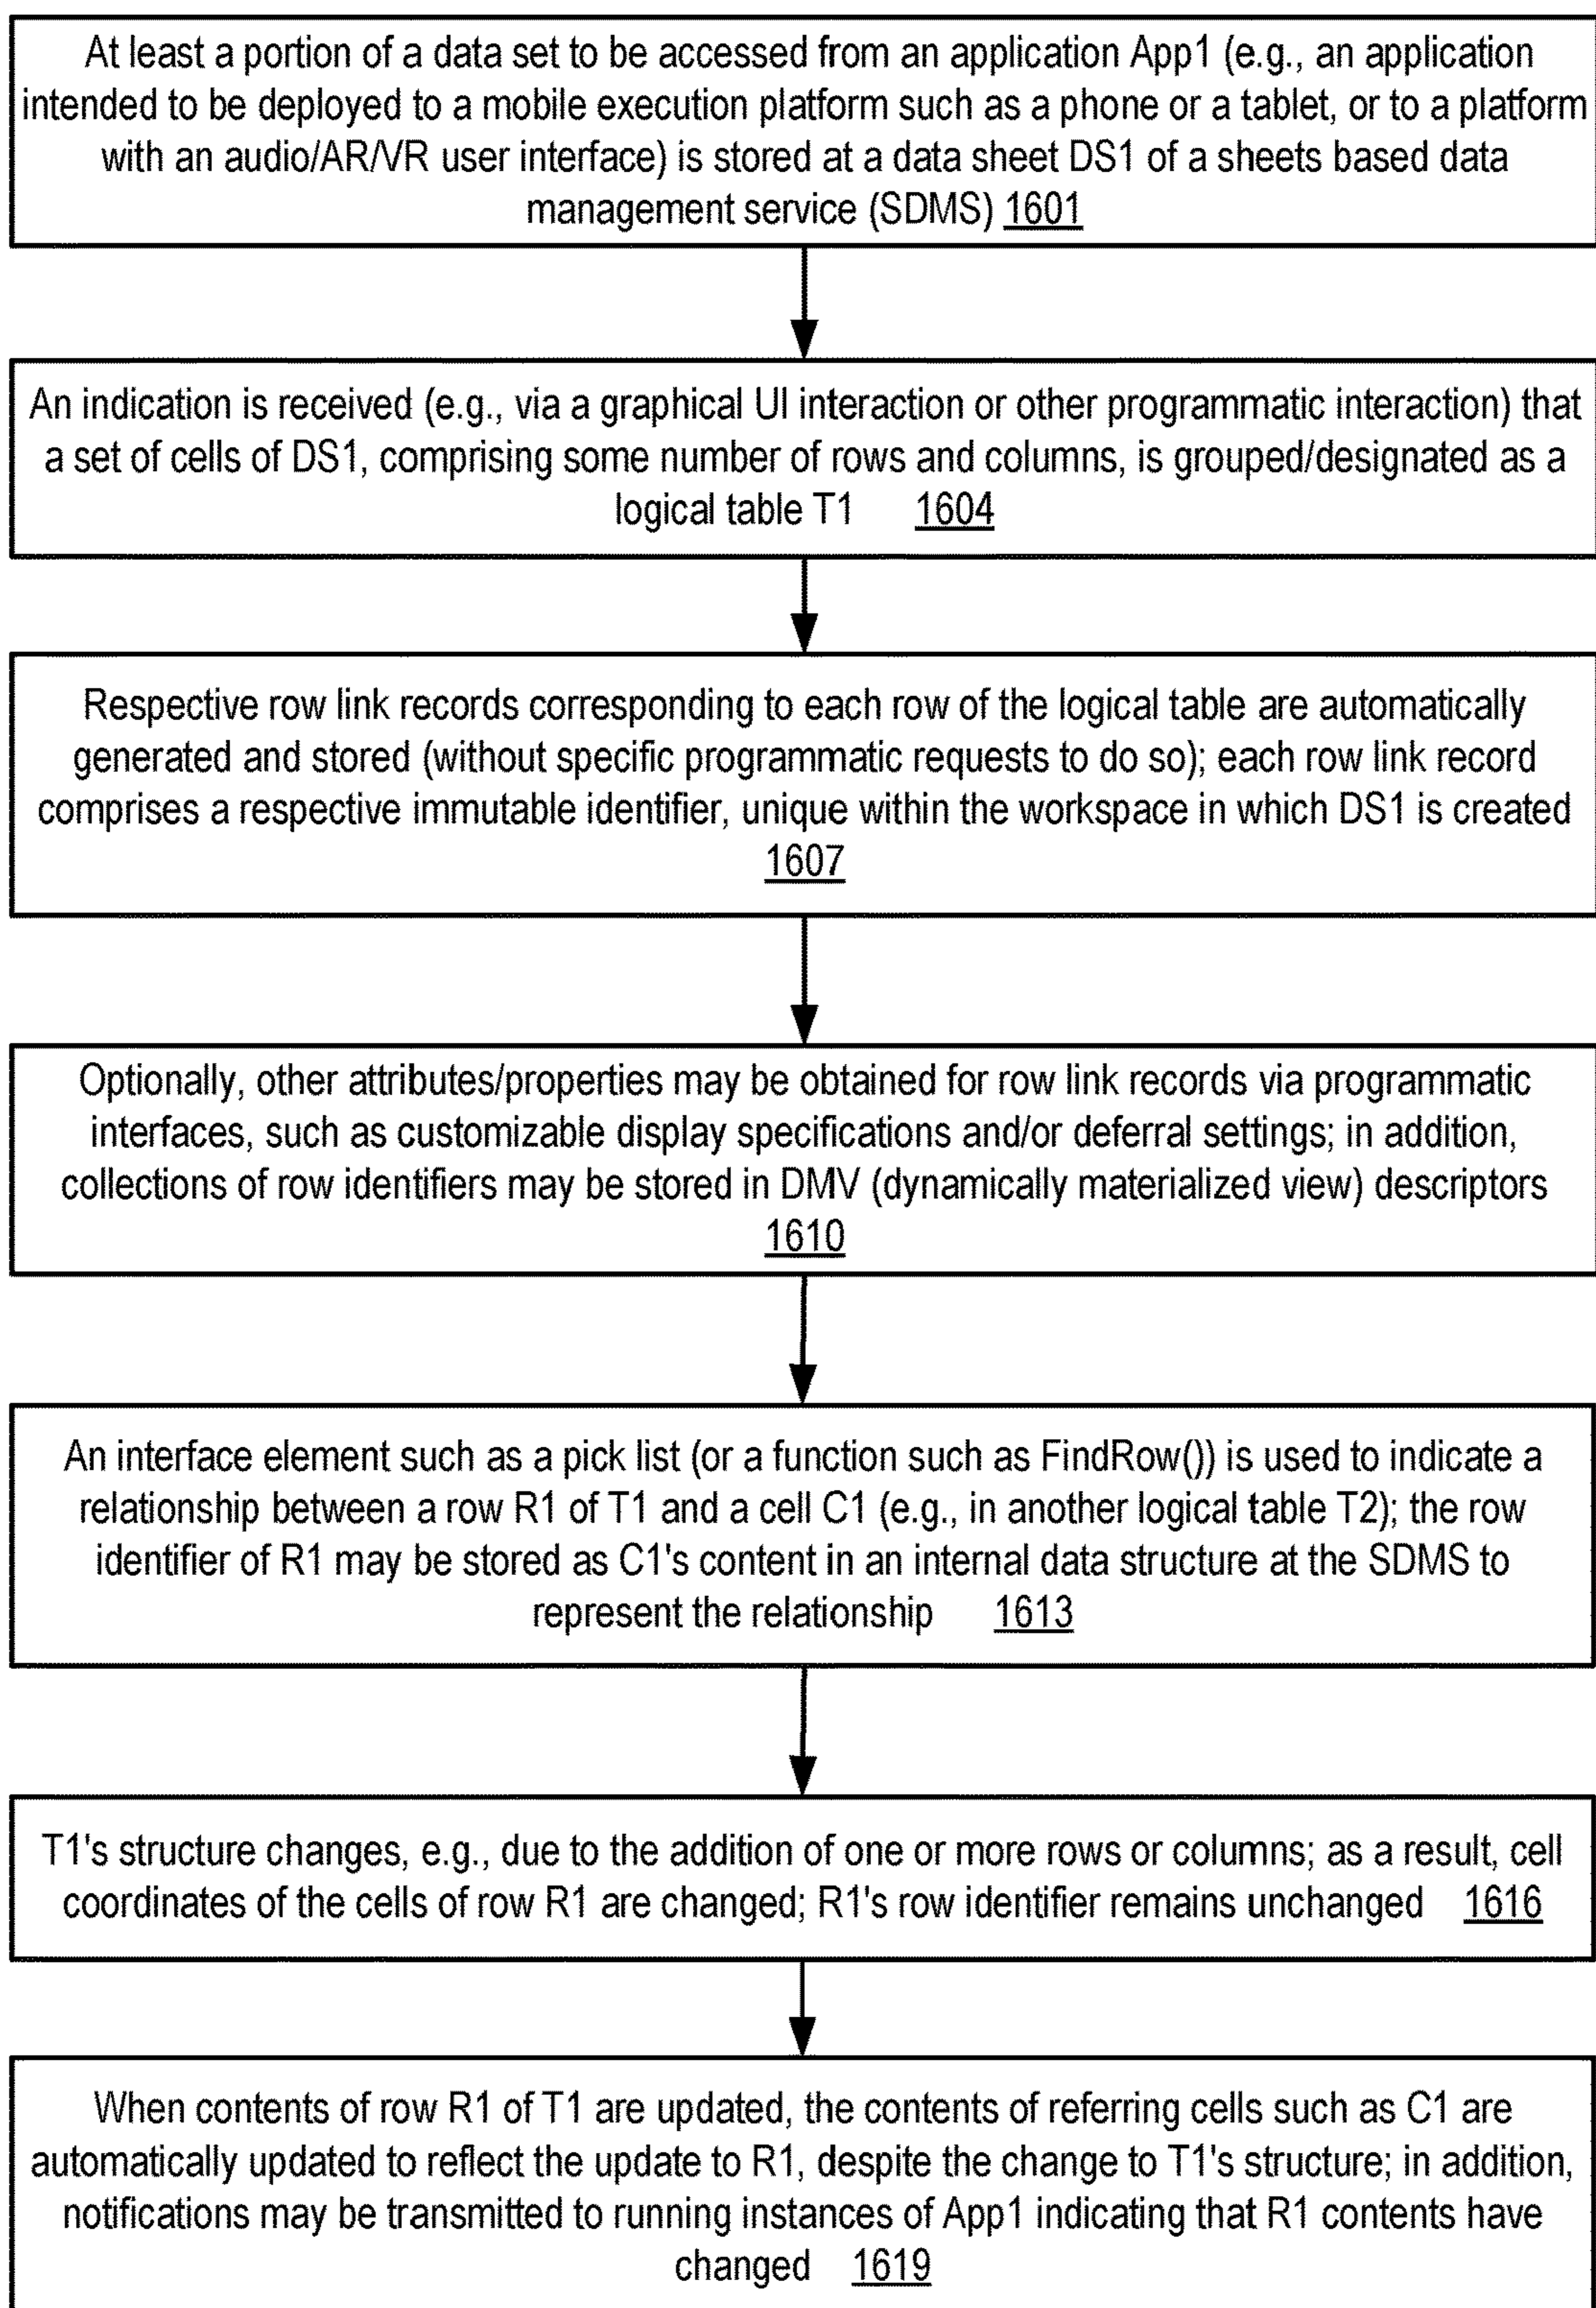 At least a portion of a data set to be accessed from an application App1 (e.g., an application
intended to be deployed to a mobile execution platform such as a phone or a tablet, or to a platform
with an audio/AR/VR user interface) is stored at a data sheet DS1 of a sheets based data
management service (SDMS) 1601
An indication is received (e.g., via a graphical UI interaction or other programmatic interaction) that
a set of cells of DS1, comprising some number of rows and columns, is grouped/designated as a
logical table T1 1604
Respective row link records corresponding to each row of the logical table are automatically
generated and stored (without specific programmatic requests to do so); each row link record
comprises a respective immutable identifier, unique within the workspace in which DS1 is created
1607
Optionally, other attributes/properties may be obtained for row link records via programmatic
interfaces, such as customizable display specifications and/or deferral settings; in addition,
collections of row identifiers may be stored in DMV (dynamically materialized view) descriptors
1610
An interface element such as a pick list (or a function such as FindRow()) is used to indicate a
relationship between a row R1 of T1 and a cell C1 (e.g., in another logical table T2); the row
identifier of R1 may be stored as C1's content in an internal data structure at the SDMS to
represent the relationship 1613
T1's structure changes, e.g., due to the addition of one or more rows or columns; as a result, cell
coordinates of the cells of row R1 are changed; R1's row identifier remains unchanged 1616
When contents of row R1 of T1 are updated, the contents of referring cells such as C1 are
automatically updated to reflect the update to R1, despite the change to T1's structure; in addition,
notifications may be transmitted to running instances of App1 indicating that R1 contents have
changed 1619